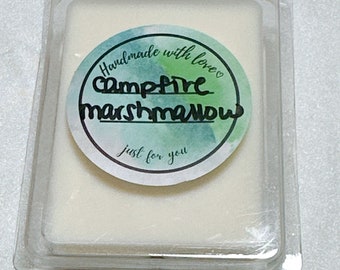 Handmade with love♡
campfire
marshmallow
just for you